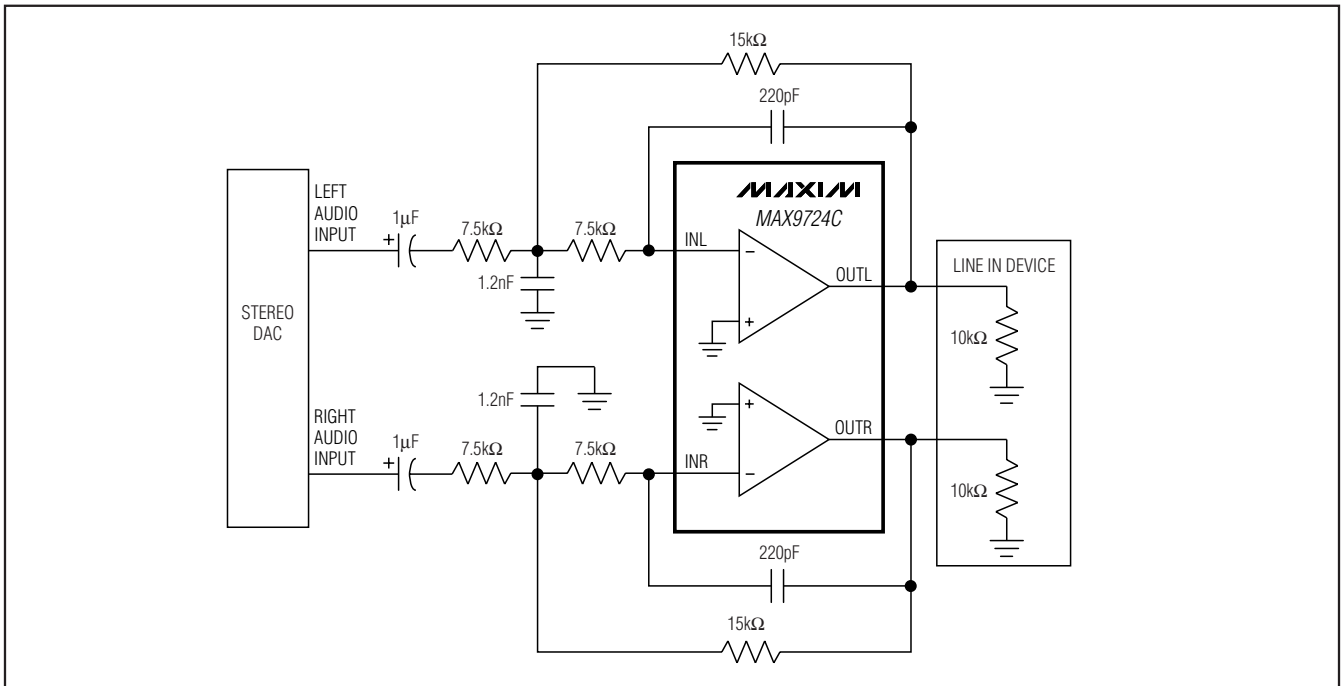 15kΩ
220pF
LEFT
AUDIO
INPUT
1µF
+
7.5kΩ
7.5kΩ
1.2nF
MAXIM
MAX9724C
INL
−
+
OUTL
LINE IN DEVICE
10kΩ
STEREO
DAC
1.2nF
RIGHT
AUDIO
INPUT
1µF
+
7.5kΩ
7.5kΩ
INR
+
−
OUTR
10kΩ
220pF
15kΩ